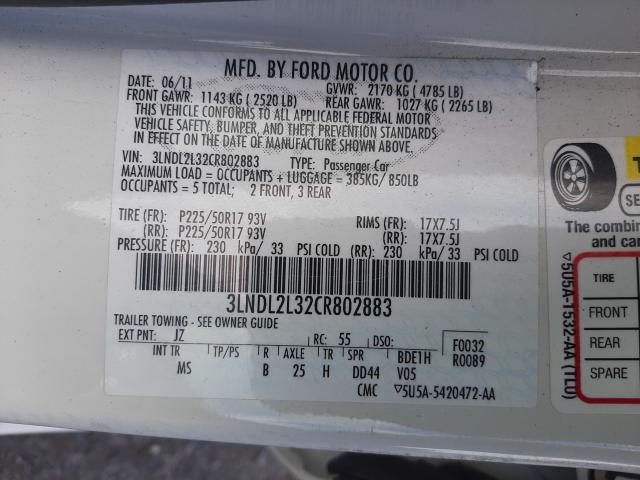 MFD. BY FORD MOTOR CO.
DATE: 06/11 GVWR: 2170 KG ( 4785 LB)
FRONT GAWR: 1143 KG ( 2520 LB) REAR GAWR: 1027 KG ( 2265 LB)
THIS VEHICLE CONFORMS TO ALL APPLICABLE FEDERAL MOTOR
VEHICLE SAFETY, BUMPER, AND THEFT PREVENTION STANDARDS
IN EFFECT ON THE DATE OF MANUFACTURE SHOWN ABOVE.
VIN: 3LNDL2L32CR802883 TYPE: Passenger Car
MAXIMUM LOAD = OCCUPANTS + LUGGAGE = 385KG/ 850LB
OCCUPANTS = 5 TOTAL; 2 FRONT, 3 REAR
TIRE (FR): P225/50R17 93V RIMS (FR): 17X7.5J
(RR): P225/50R17 93V (RR): 17X7.5J
PRESSURE (FR): 230 kPa/ 33 PSI COLD (RR): 230 kPa/ 33 PSI COLD
3LNDL2L32CR802883
TRAILER TOWING - SEE OWNER GUIDE
EXT PNT: JZ RC: 55 DSO: F0032
R0089
INT TR TP/PS R AXLE TR SPR BDE1H
MS B 25 H DD44 V05
CMC ▽5U5A-5420472-AA
▽5U5A-1532-AA (TLU)
T
SE
The combin
and ca
TIRE
FRONT
REAR
SPARE